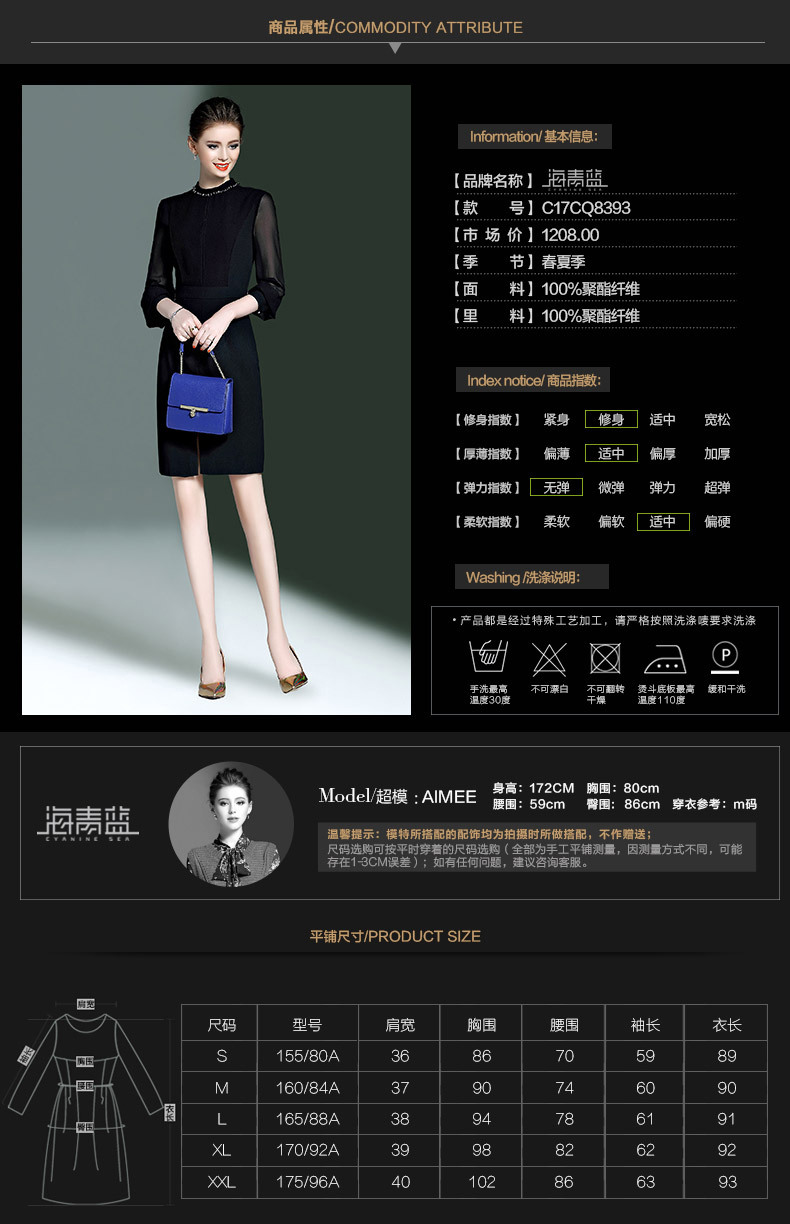 商品属性/COMMODITY ATTRIBUTE
Information/基本信息:
【品牌名称】海青蓝
CYANINE SEA
【款 号】C17CQ8393
【市 场 价】1208.00
【季 节】春夏季
【面 料】100%聚酯纤维
【里 料】100%聚酯纤维
Index notice/商品指数:
【修身指数】 紧身 修身 适中 宽松
【厚薄指数】 偏薄 适中 偏厚 加厚
【弹力指数】 无弹 微弹 弹力 超弹
【柔软指数】 柔软 偏软 适中 偏硬
Washing/洗涤说明:
·产品都是经过特殊工艺加工，请严格按照洗涤唛要求洗涤
P
手洗最高 不可漂白 不可翻转 烫斗底板最高 缓和干洗
温度30度 干燥 温度110度
海青蓝
CYANINE SEA
Model/超模：AIMEE
身高：172CM 胸围：80cm
腰围：59cm 臀围：86cm 穿衣参考：m码
温馨提示：模特所搭配的配饰均为拍摄时所做搭配，不作赠送；
尺码选购可按平时穿着的尺码选购（全部为手工平铺测量，因测量方式不同，可能
存在1-3CM误差）；如有任何问题，建议咨询客服。
平铺尺寸/PRODUCT SIZE
肩宽
袖长
胸围
腰围
臀围
衣长
尺码 型号 肩宽 胸围 腰围 袖长 衣长
S 155/80A 36 86 70 59 89
M 160/84A 37 90 74 60 90
L 165/88A 38 94 78 61 91
XL 170/92A 39 98 82 62 92
XXL 175/96A 40 102 86 63 93